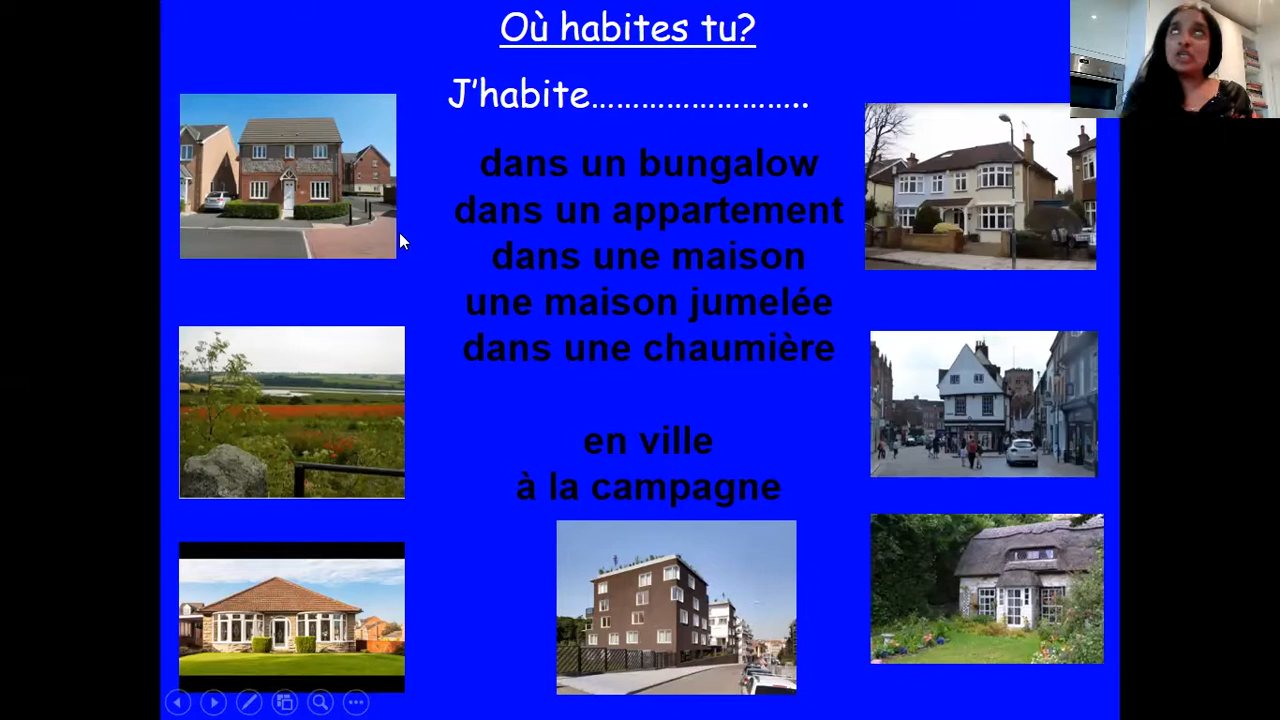 Où habites tu?
J'habite……………………..
dans un bungalow
dans un appartement
dans une maison
une maison jumelée
dans une chaumière
en ville
à la campagne